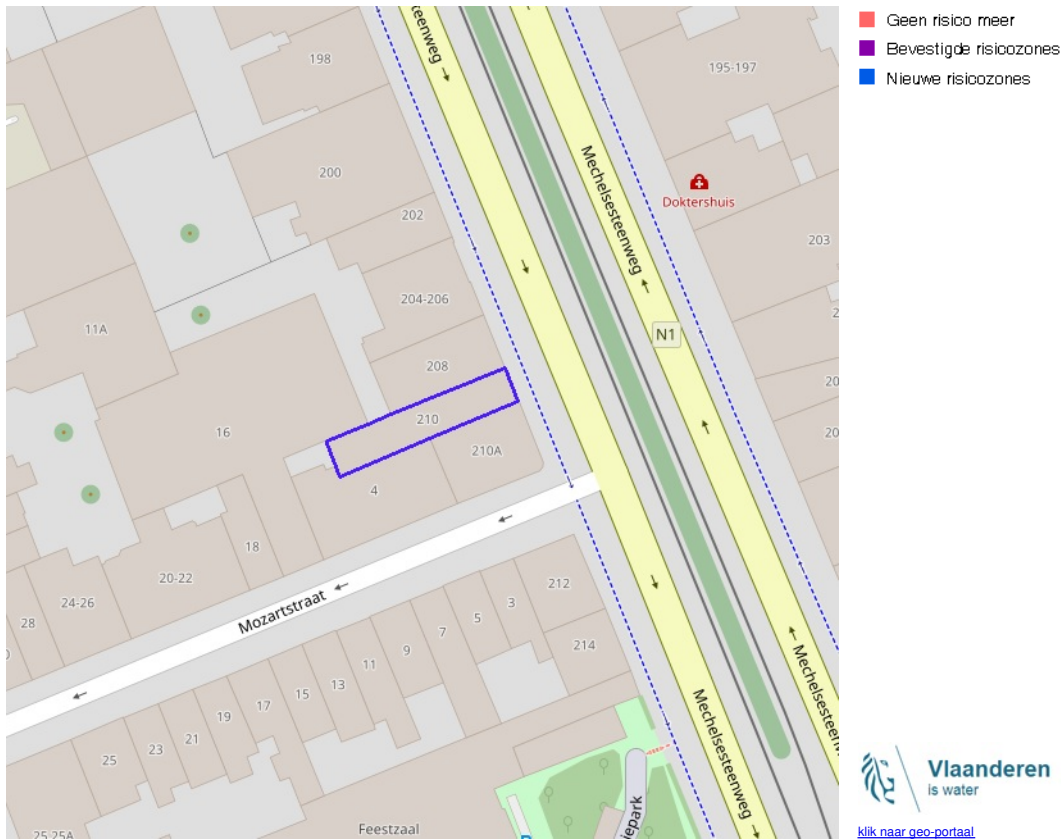 Geen risico meer
Bevestigde risicozones
Nieuwe risicozones
198
195-197
Mechelsesteenweg
Doktershuis
200
202
203
204-206
11A
N1
208
210
16
210A
4
18
20-22
24-26
28
Mozartstraat
212
3
5
7
214
9
11
13
15
17
19
21
23
25
Mechelsesteenweg
25-25A
Feestzaal
Vlaanderen
is water
klik naar geo-portaal